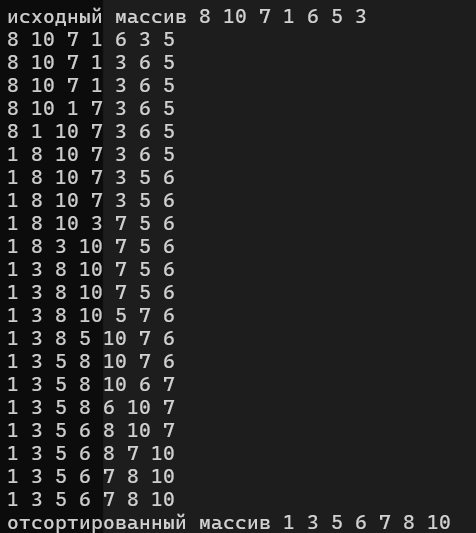 исходный массив 8 10 7 1 6 5 3
8 10 7 1 6 3 5
8 10 7 1 3 6 5
8 10 7 1 3 6 5
8 10 1 7 3 6 5
8 1 10 7 3 6 5
1 8 10 7 3 6 5
1 8 10 7 3 5 6
1 8 10 7 3 5 6
1 8 10 3 7 5 6
1 8 3 10 7 5 6
1 3 8 10 7 5 6
1 3 8 10 7 5 6
1 3 8 10 5 7 6
1 3 8 5 10 7 6
1 3 5 8 10 7 6
1 3 5 8 10 6 7
1 3 5 8 6 10 7
1 3 5 6 8 10 7
1 3 5 6 8 7 10
1 3 5 6 7 8 10
1 3 5 6 7 8 10
отсортированный массив 1 3 5 6 7 8 10